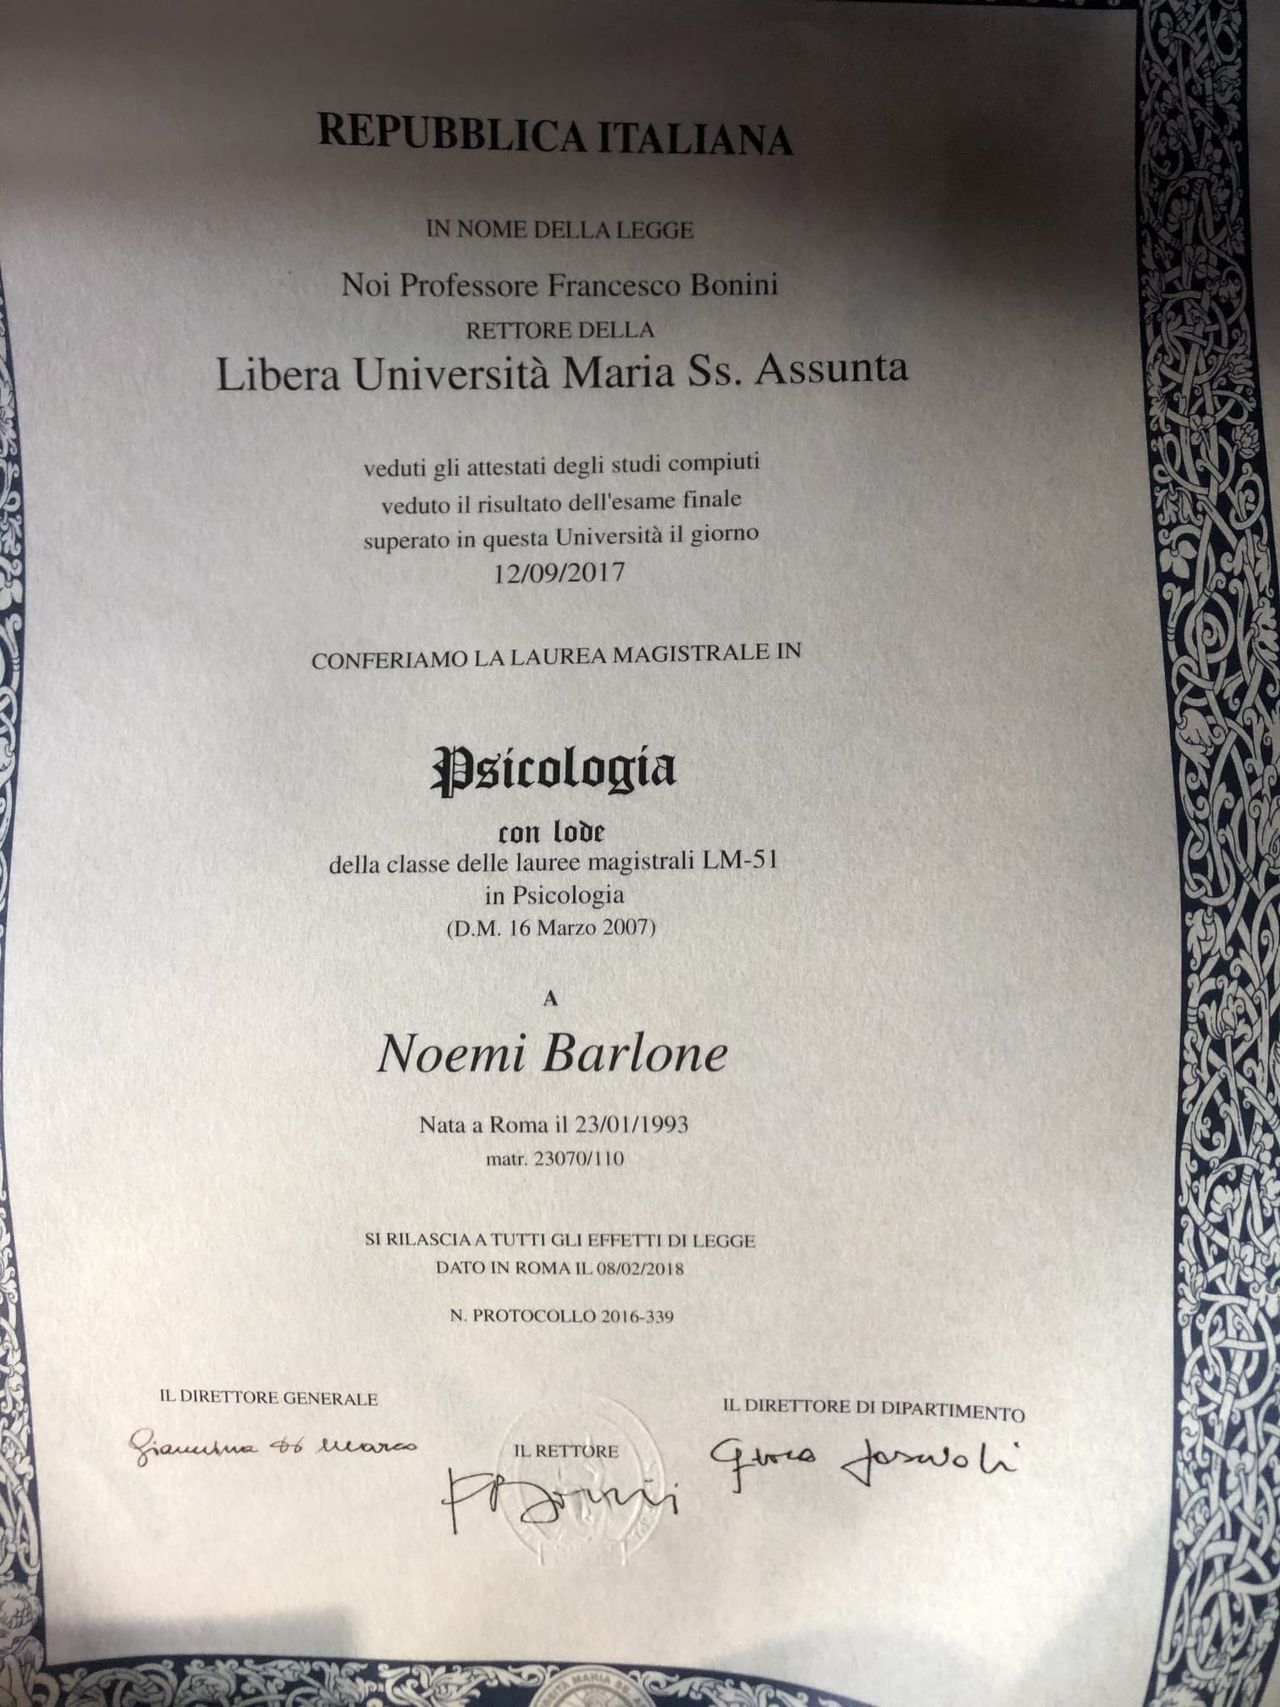 REPUBBLICA ITALIANA
IN NOME DELLA LEGGE
Noi Professore Francesco Bonini
RETTORE DELLA
Libera Università Maria Ss. Assunta
veduti gli attestati degli studi compiuti
veduto il risultato dell'esame finale
superato in questa Università il giorno
12/09/2017
CONFERIAMO LA LAUREA MAGISTRALE IN
Psicologia
con lode
della classe delle lauree magistrali LM-51
in Psicologia
(D.M. 16 Marzo 2007)
A
Noemi Barlone
Nata a Roma il 23/01/1993
matr. 23070/110
SI RILASCIA A TUTTI GLI EFFETTI DI LEGGE
DATO IN ROMA IL 08/02/2018
N. PROTOCOLLO 2016-339
IL DIRETTORE GENERALE
IL RETTORE
IL DIRETTORE DI DIPARTIMENTO
MARIA SS.